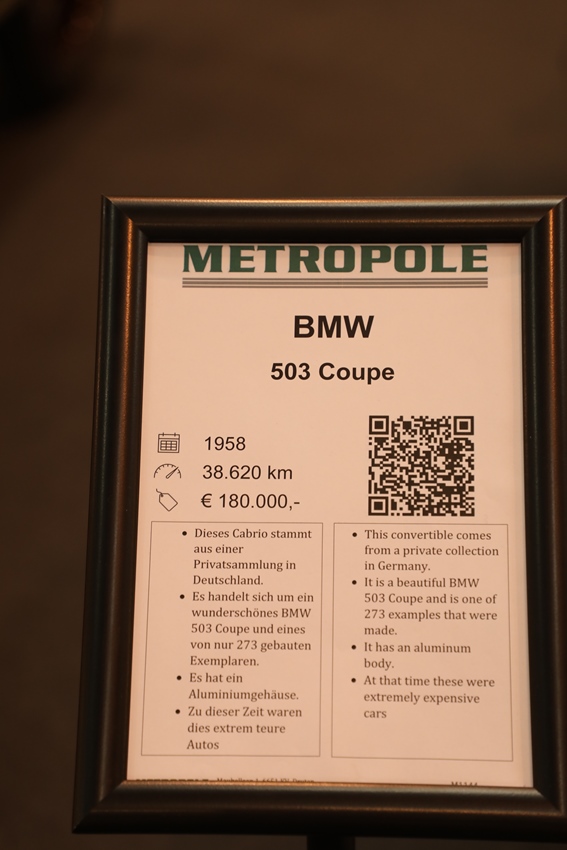 METROPOLE
BMW
503 Coupe
1958
38.620 km
€ 180.000,-
• Dieses Cabrio stammt
aus einer
Privatsammlung in
Deutschland.
• Es handelt sich um ein
wunderschönes BMW
503 Coupe und eines
von nur 273 gebauten
Exemplaren.
• Es hat ein
Aluminiumgehäuse.
• Zu dieser Zeit waren
dies extrem teure
Autos
• This convertible comes
from a private collection
in Germany.
• It is a beautiful BMW
503 Coupe and is one of
273 examples that were
made.
• It has an aluminum
body.
• At that time these were
extremely expensive
cars